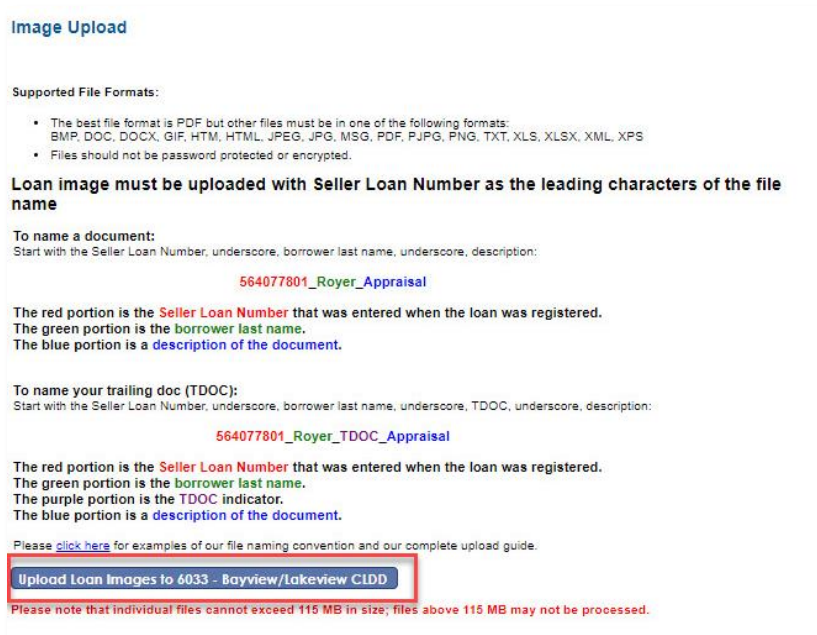 Image Upload
Supported File Formats:
• The best file format is PDF but other files must be in one of the following formats:
BMP, DOC, DOCX, GIF, HTM, HTML, JPEG, JPG, MSG, PDF, PJPG, PNG, TXT, XLS, XLSX, XML, XPS
• Files should not be password protected or encrypted.
Loan image must be uploaded with Seller Loan Number as the leading characters of the file
name
To name a document:
Start with the Seller Loan Number, underscore, borrower last name, underscore, description:
564077801_Royer_Appraisal
The red portion is the Seller Loan Number that was entered when the loan was registered.
The green portion is the borrower last name.
The blue portion is a description of the document.
To name your trailing doc (TDOC):
Start with the Seller Loan Number, underscore, borrower last name, underscore, TDOC, underscore, description:
564077801_Royer_TDOC_Appraisal
The red portion is the Seller Loan Number that was entered when the loan was registered.
The green portion is the borrower last name.
The purple portion is the TDOC indicator.
The blue portion is a description of the document.
Please click here for examples of our file naming convention and our complete upload guide.
Upload Loan Images to 6033 - Bayview/Lakeview CLDD
Please note that individual files cannot exceed 115 MB in size; files above 115 MB may not be processed.